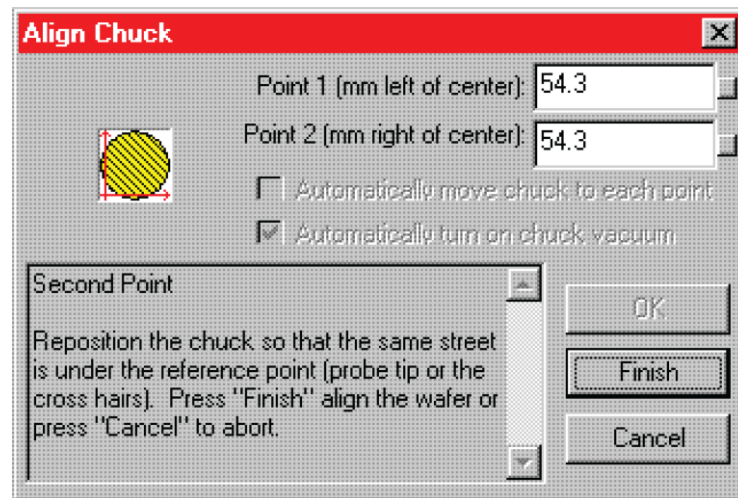 Align Chuck
Point 1 (mm left of center): 54.3
Point 2 (mm right of center): 54.3
Automatically move chuck to each point
Automatically turn on chuck vacuum
Second Point
Reposition the chuck so that the same street
is under the reference point (probe tip or the
cross hairs). Press "Finish" align the wafer or
press "Cancel" to abort.
OK
Finish
Cancel